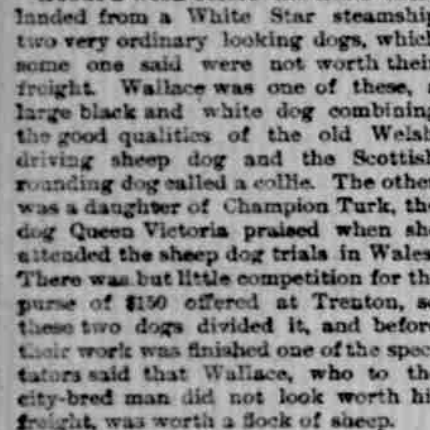 landed from a White Star steamship
two very ordinary looking dogs, which
some one said were not worth their
freight. Wallace was one of these, a
large black and white dog combining
the good qualities of the old Welsh
driving sheep dog and the Scottish
rounding dog called a collie. The other
was a daughter of Champion Turk, the
dog Queen Victoria praised when she
attended the sheep dog trials in Wales.
There was but little competition for the
purse of $150 offered at Trenton, so
these two dogs divided it, and before
their work was finished one of the spec-
tators said that Wallace, who to the
city-bred man did not look worth his
freight, was worth a flock of sheep.